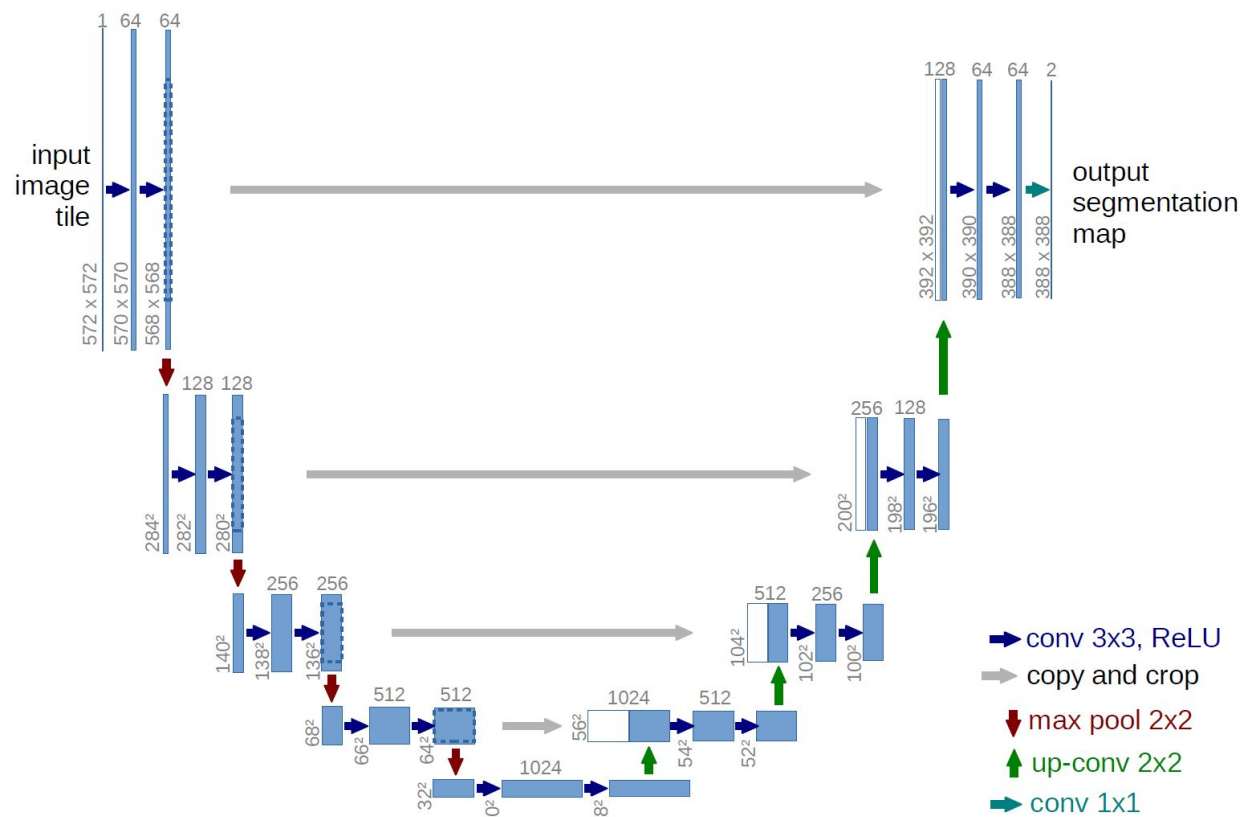 1 64 64
128 64 64 2
input
image
tile
output
segmentation
map
572 x 572
570 x 570
568 x 568
392 x 392
390 x 390
388 x 388
388 x 388
128 128
256 128
284²
282²
280²
200²
198²
196²
256 256
512 256
140²
138²
136²
104²
102²
100²
512 512
1024 512
68²
66²
64²
56²
54²
52²
1024
32²
0²
8²
conv 3x3, ReLU
copy and crop
max pool 2x2
up-conv 2x2
conv 1x1